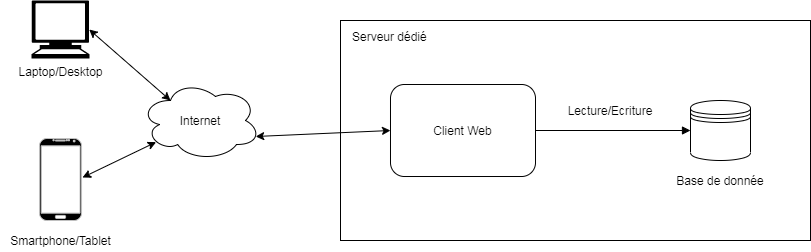 Serveur dédié
Laptop/Desktop
Internet
Client Web
Lecture/Ecriture
Base de donnée
Smartphone/Tablet